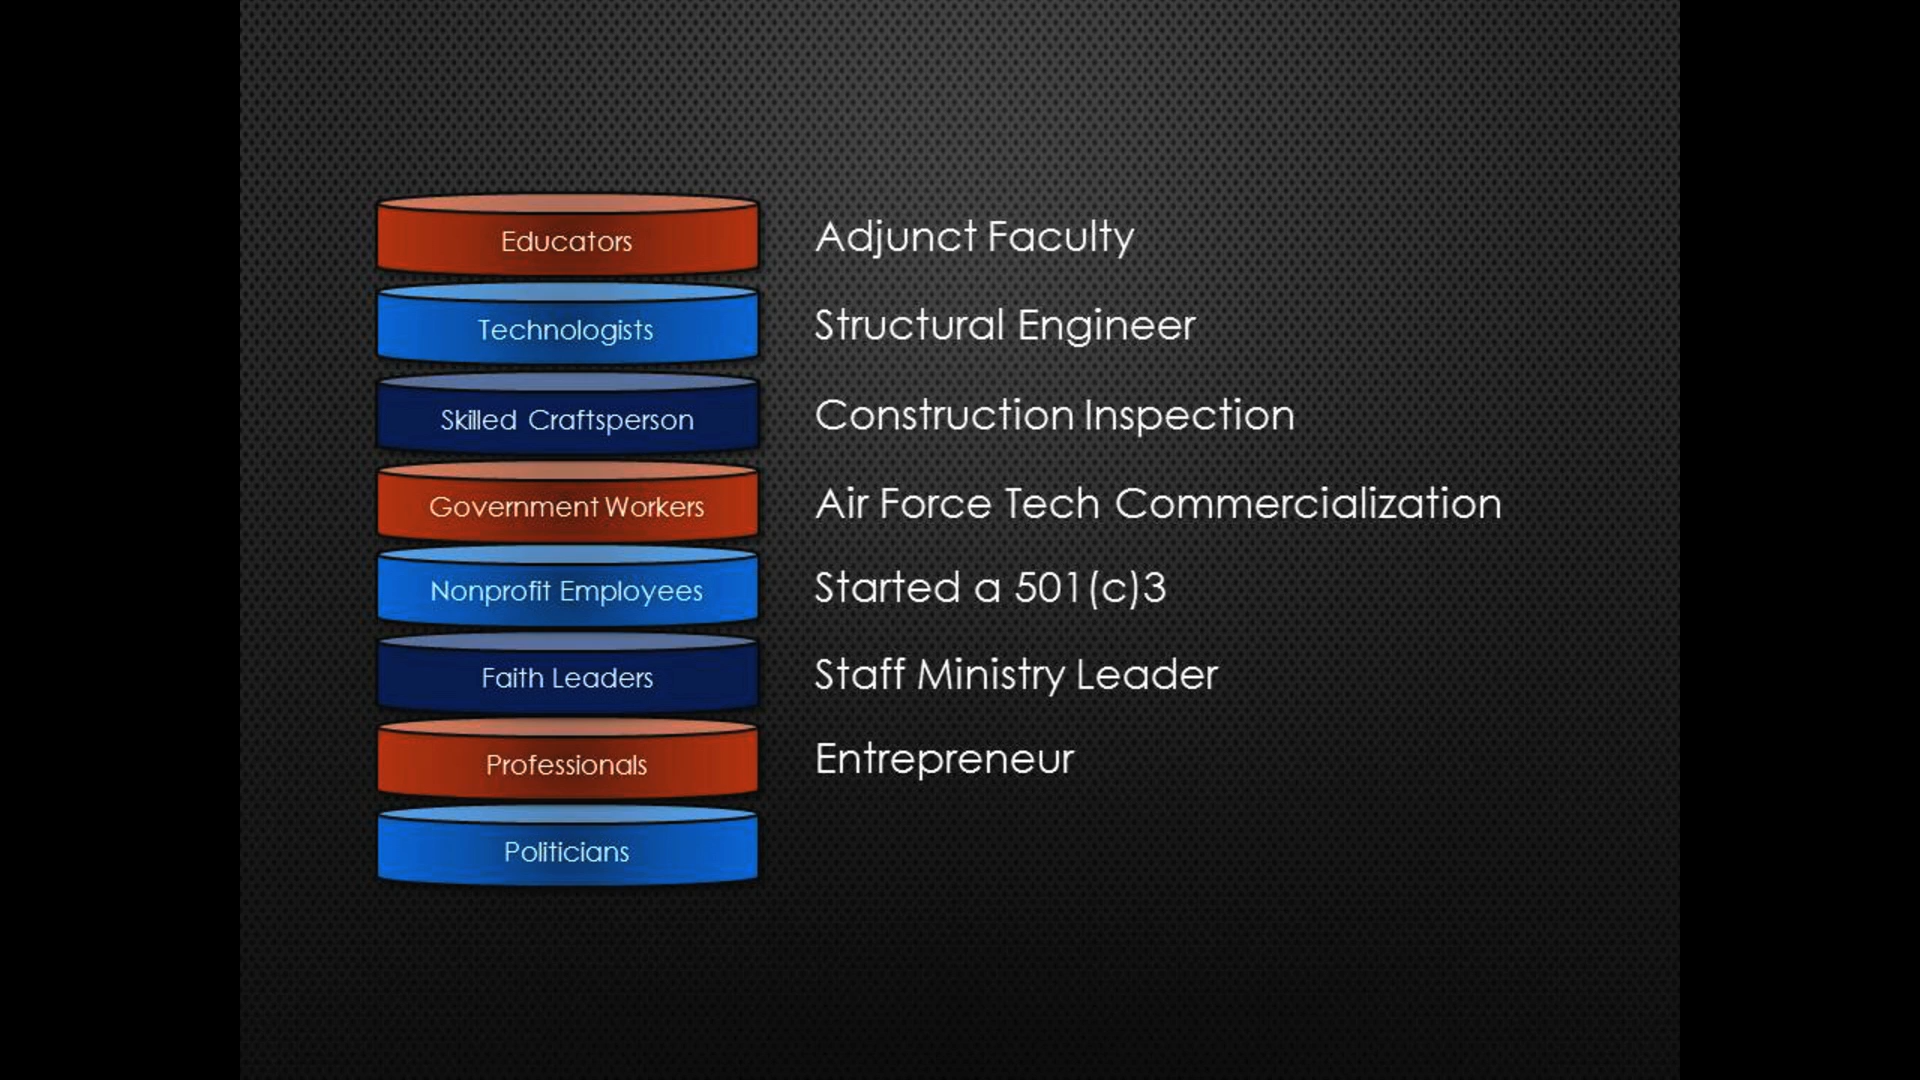 Educators
Adjunct Faculty
Technologists
Structural Engineer
Skilled Craftsperson
Construction Inspection
Government Workers
Air Force Tech Commercialization
Nonprofit Employees
Started a 501(c)3
Faith Leaders
Staff Ministry Leader
Professionals
Entrepreneur
Politicians